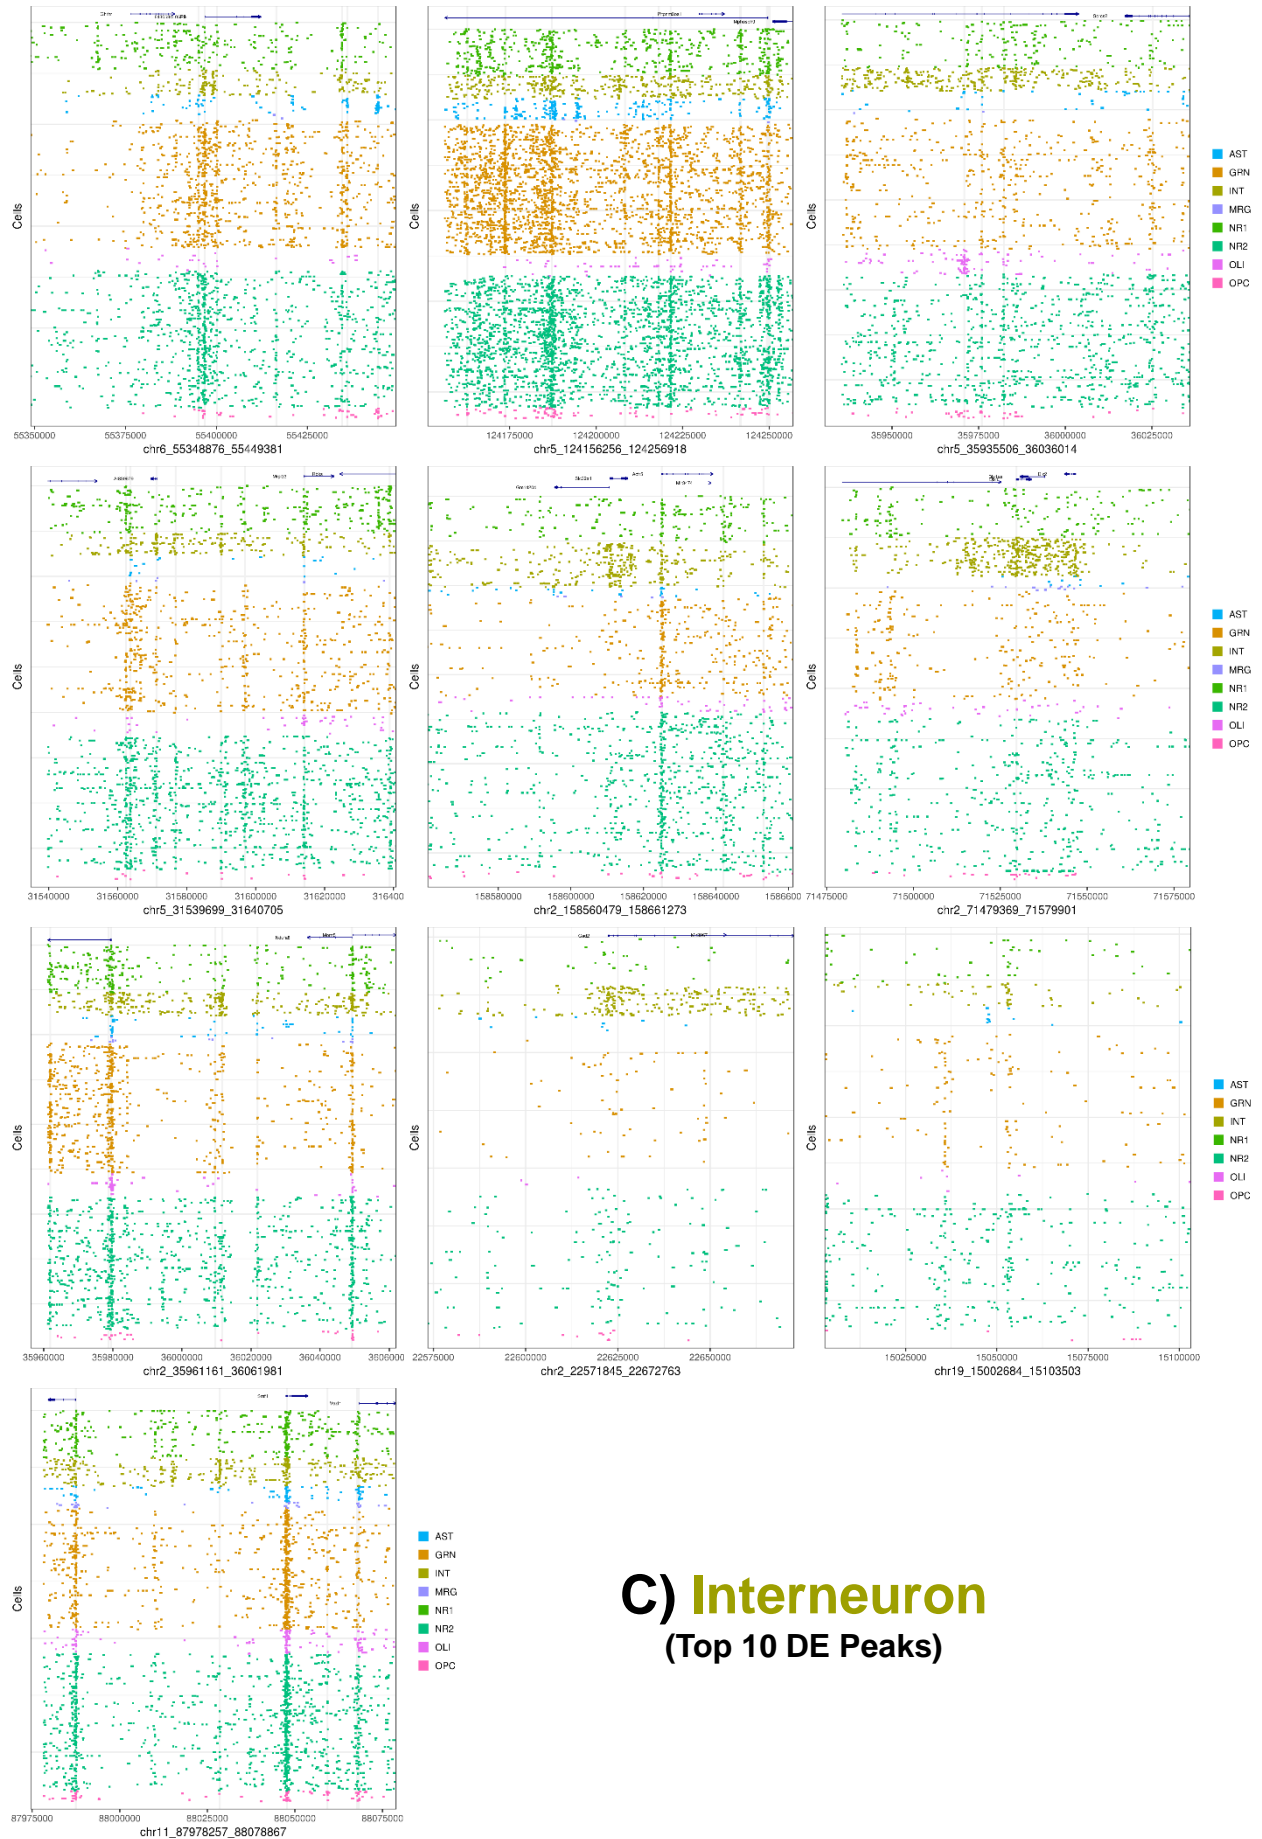 Cells
55350000 55375000 55400000 55425000
chr6_55348876_55449381
124175000 124200000 124225000 124250000
chr5_124156256_124256918
35950000 35975000 36000000 36025000
chr5_35935506_36036014
AST
GRN
INT
MRG
NR1
NR2
OLI
OPC
Cells
31540000 31560000 31580000 31600000 31620000 316400
chr5_31539699_31640705
Cells
158580000 158600000 158620000 158640000 1586600
chr2_158560479_158661273
Cells
71475000 71500000 71525000 71550000 71575000
chr2_71479369_71579901
AST
GRN
INT
MRG
NR1
NR2
OLI
OPC
Cells
35960000 35980000 36000000 36020000 36040000 3606000
chr2_35961161_36061981
Cells
Gad2
22575000 22600000 22625000 22650000
chr2_22571845_22672763
Cells
15025000 15050000 15075000 15100000
chr19_15002684_15103503
AST
GRN
INT
NR1
NR2
OLI
OPC
Cells
87975000 88000000 88025000 88050000 88075000
chr11_87978257_88078867
AST
GRN
INT
MRG
NR1
NR2
OLI
OPC
C) Interneuron
(Top 10 DE Peaks)